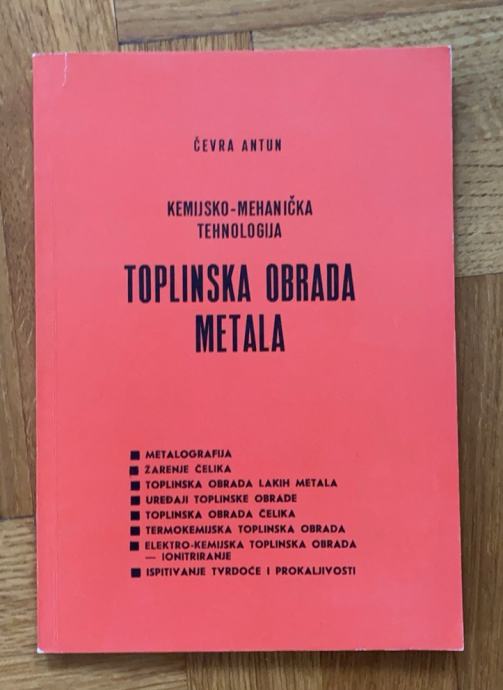 ČEVRA ANTUN
KEMIJSKO-MEHANIČKA
TEHNOLOGIJA
TOPLINSKA OBRADA
METALA
■ METALOGRAFIJA
■ ŽARENJE ČELIKA
■ TOPLINSKA OBRADA LAKIH METALA
■ UREĐAJI TOPLINSKE OBRADE
■ TOPLINSKA OBRADA ČELIKA
■ TERMOKEMIJSKA TOPLINSKA OBRADA
■ ELEKTRO-KEMIJSKA TOPLINSKA OBRADA
— IONITRIRANJE
■ ISPITIVANJE TVRDOĆE I PROKALJIVOSTI